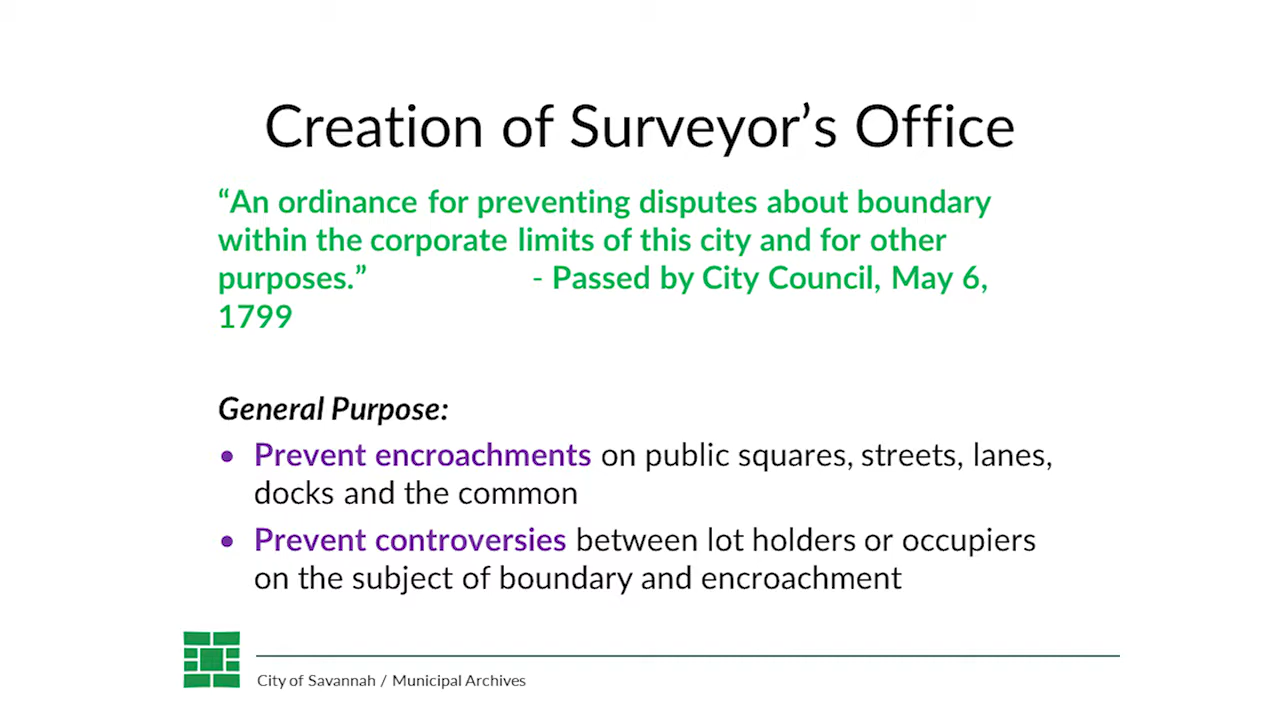 Creation of Surveyor’s Office
“An ordinance for preventing disputes about boundary
within the corporate limits of this city and for other
purposes.” - Passed by City Council, May 6,
1799
General Purpose:
• Prevent encroachments on public squares, streets, lanes,
docks and the common
• Prevent controversies between lot holders or occupiers
on the subject of boundary and encroachment
City of Savannah / Municipal Archives